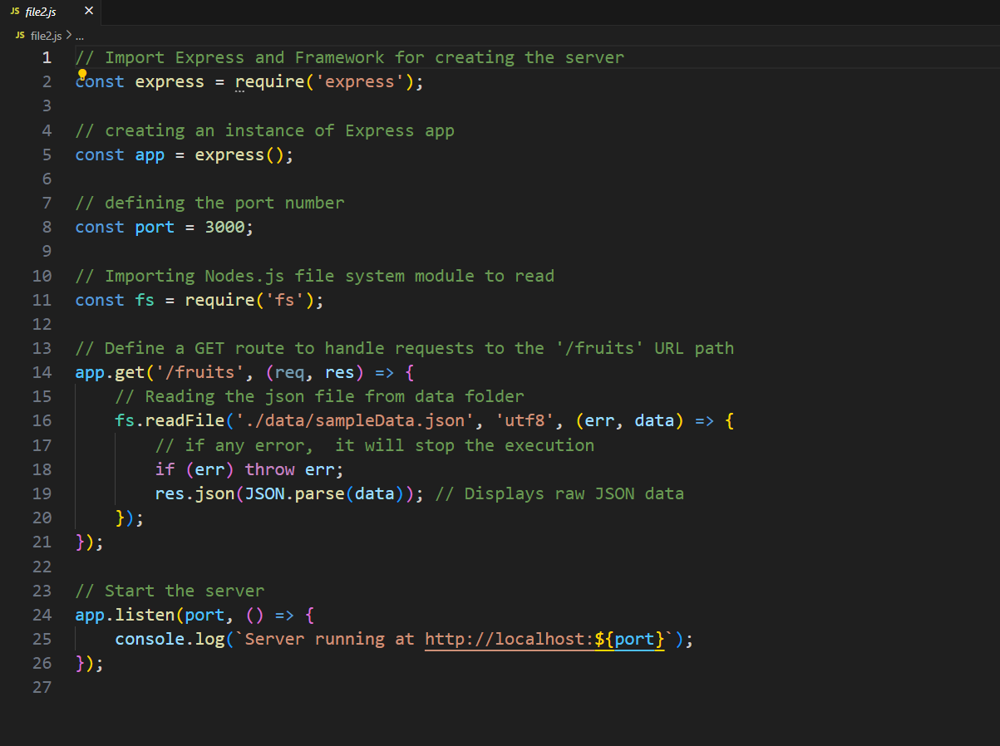 JS file2.js ×
JS file2.js > ...
1 // Import Express and Framework for creating the server
2 const express = require('express');
3
4 // creating an instance of Express app
5 const app = express();
6
7 // defining the port number
8 const port = 3000;
9
10 // Importing Nodes.js file system module to read
11 const fs = require('fs');
12
13 // Define a GET route to handle requests to the '/fruits' URL path
14 app.get('/fruits', (req, res) => {
15     // Reading the json file from data folder
16     fs.readFile('./data/sampleData.json', 'utf8', (err, data) => {
17         // if any error,  it will stop the execution
18         if (err) throw err;
19         res.json(JSON.parse(data)); // Displays raw JSON data
20     });
21 });
22
23 // Start the server
24 app.listen(port, () => {
25     console.log(`Server running at http://localhost:${port}`);
26 });
27